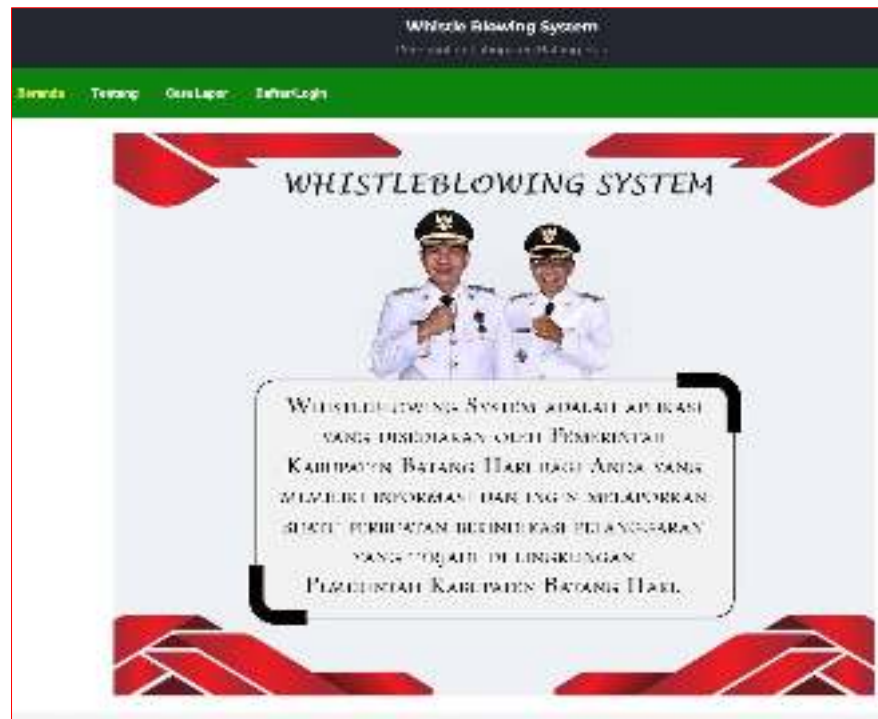 Whistle Blowing System
Beranda Tentang Cara Lapor Daftar/Login
WHISTLEBLOWING SYSTEM
WHISTLEBLOWING SYSTEM ADALAH APLIKASI
YANG DISEDIAKAN OLEH PEMERINTAH
KABUPATEN BATANG HARI BAGI ANDA YANG
MEMILIKI INFORMASI DAN INGIN MELAPORKAN
SUATU PERBUATAN BERINDIKASI PELANGGARAN
YANG TERJADI DI LINGKUNGAN
PEMERINTAH KABUPATEN BATANG HARI.